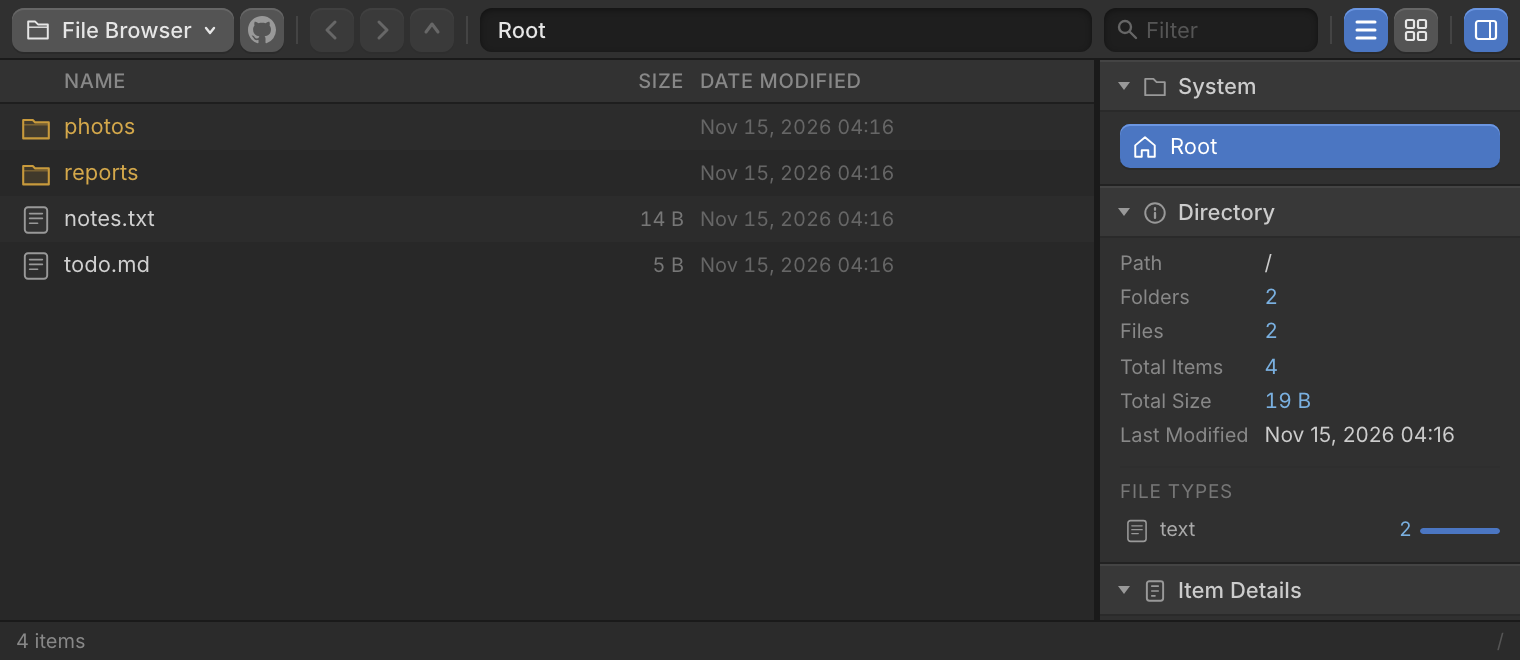 File Browser
Root
Filter
NAME SIZE DATE MODIFIED
photos Nov 15, 2026 04:16
reports Nov 15, 2026 04:16
notes.txt 14 B Nov 15, 2026 04:16
todo.md 5 B Nov 15, 2026 04:16
System
Root
Directory
Path /
Folders 2
Files 2
Total Items 4
Total Size 19 B
Last Modified Nov 15, 2026 04:16
FILE TYPES
text 2
Item Details
4 items /